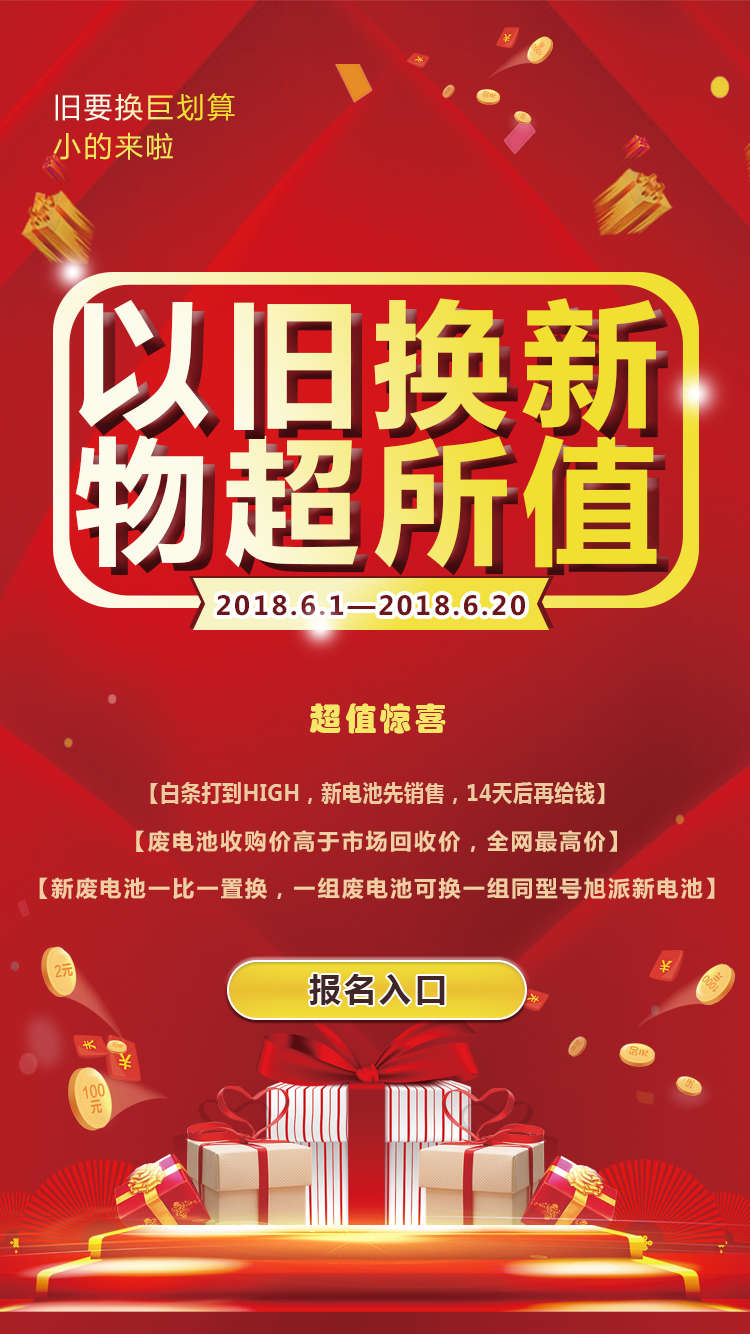 旧要换巨划算
小的来啦
以旧换新
物超所值
2018.6.1—2018.6.20
超值惊喜
【白条打到HIGH，新电池先销售，14天后再给钱】
【废电池收购价高于市场回收价，全网最高价】
【新废电池一比一置换，一组废电池可换一组同型号旭派新电池】
报名入口
2元
100
元